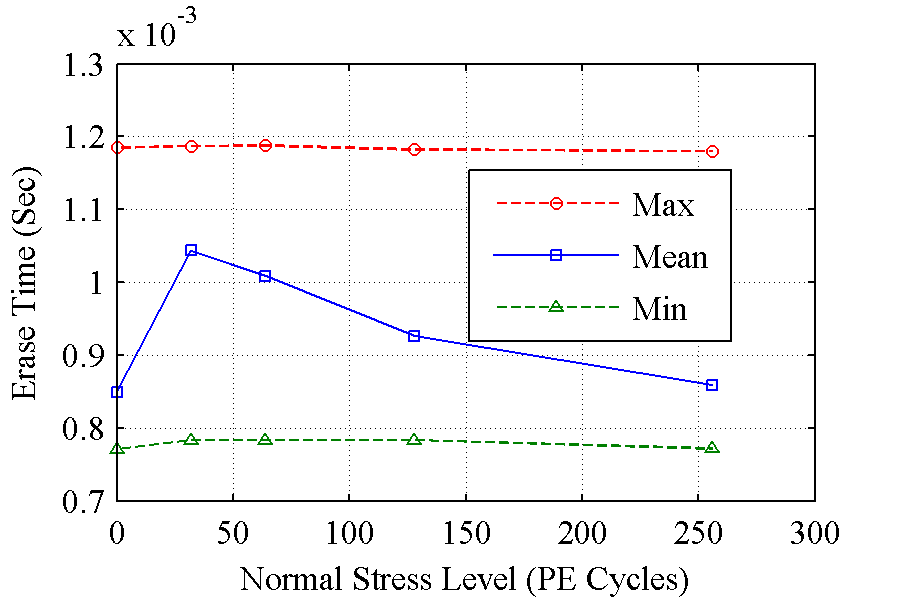 x 10^-3
1.3
1.2
1.1
1
0.9
0.8
0.7
Erase Time (Sec)
Max
Mean
Min
0 50 100 150 200 250 300
Normal Stress Level (PE Cycles)